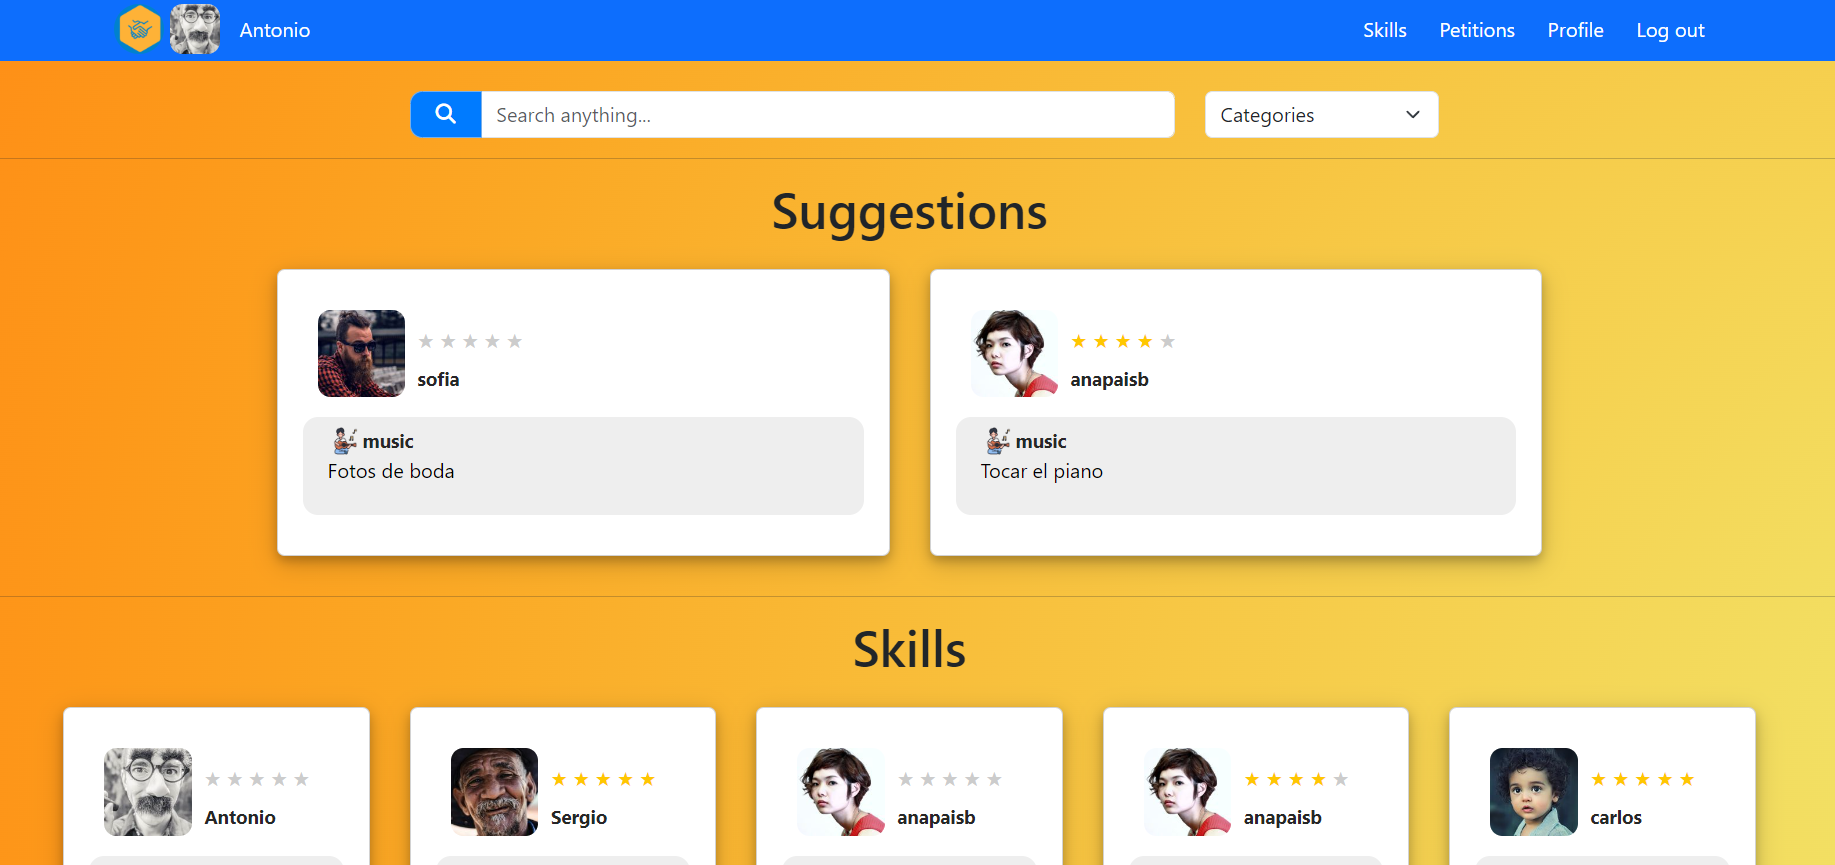 Antonio
Skills Petitions Profile Log out
Search anything...
Categories
Suggestions
sofia
music
Fotos de boda
anapaisb
music
Tocar el piano
Skills
Antonio
Sergio
anapaisb
anapaisb
carlos